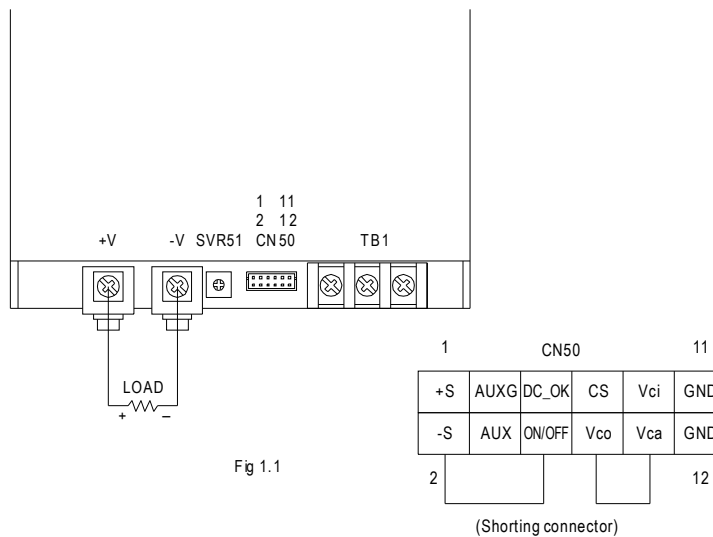 1 11
2 12
+V -V SVR51 CN50 TB1
LOAD
+ –
Fig 1.1
1 CN50 11
+S AUXG DC_OK CS Vci GND
-S AUX ON/OFF Vco Vca GND
2 12
(Shorting connector)